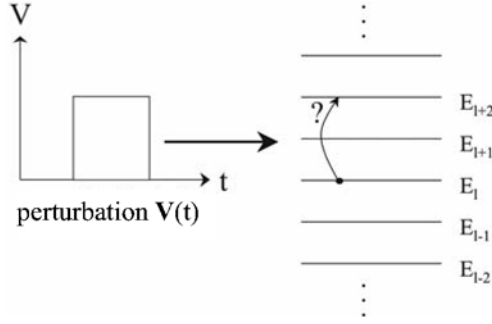 V
t
perturbation V(t)
?
E_{l+2}
E_{l+1}
E_l
E_{l-1}
E_{l-2}